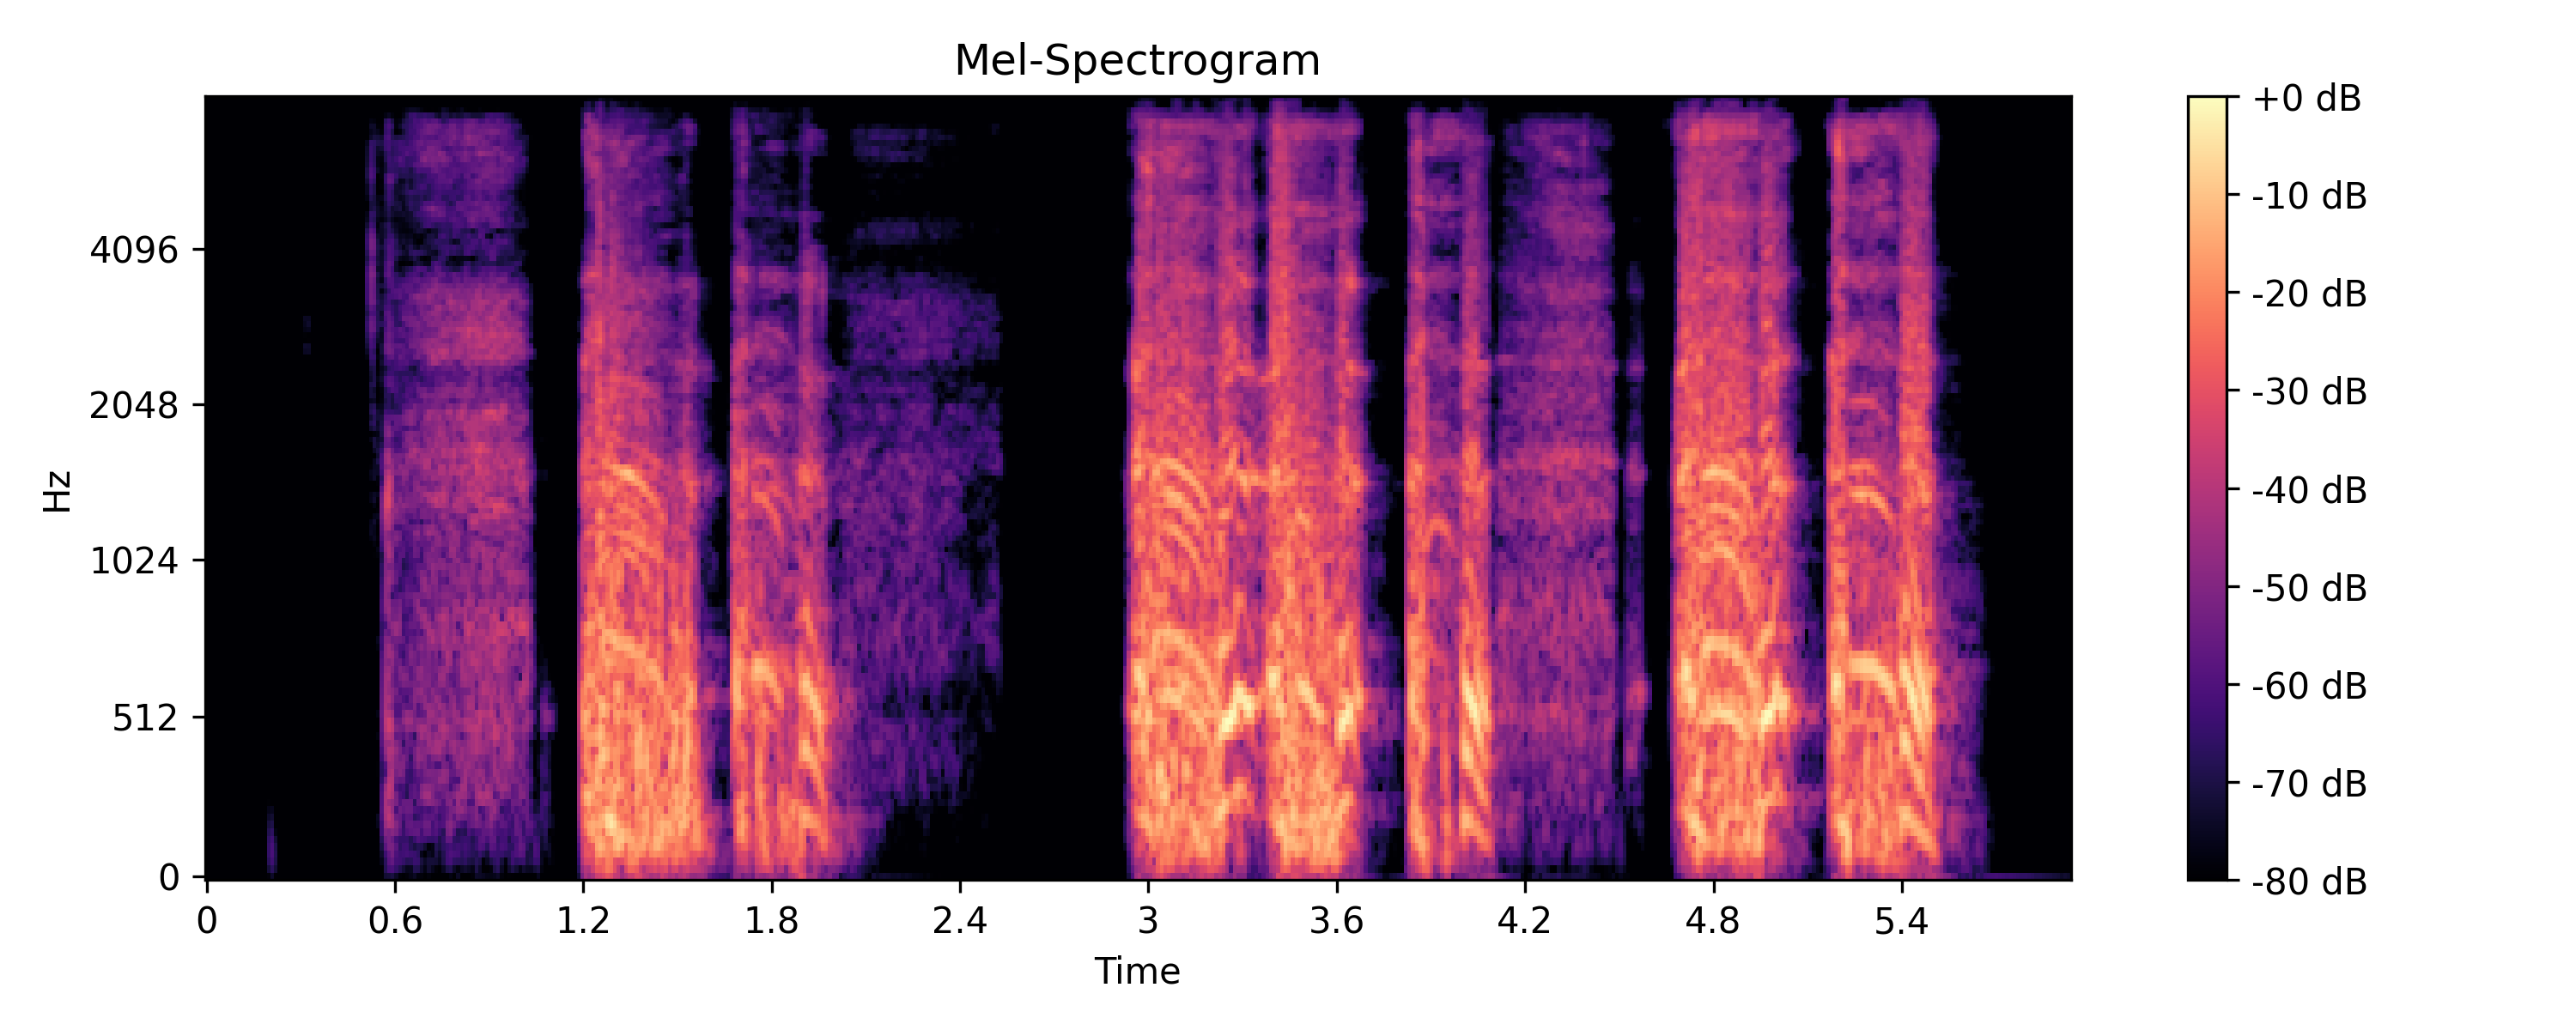 Mel-Spectrogram
Hz
4096
2048
1024
512
0
0 0.6 1.2 1.8 2.4 3 3.6 4.2 4.8 5.4
Time
+0 dB
-10 dB
-20 dB
-30 dB
-40 dB
-50 dB
-60 dB
-70 dB
-80 dB